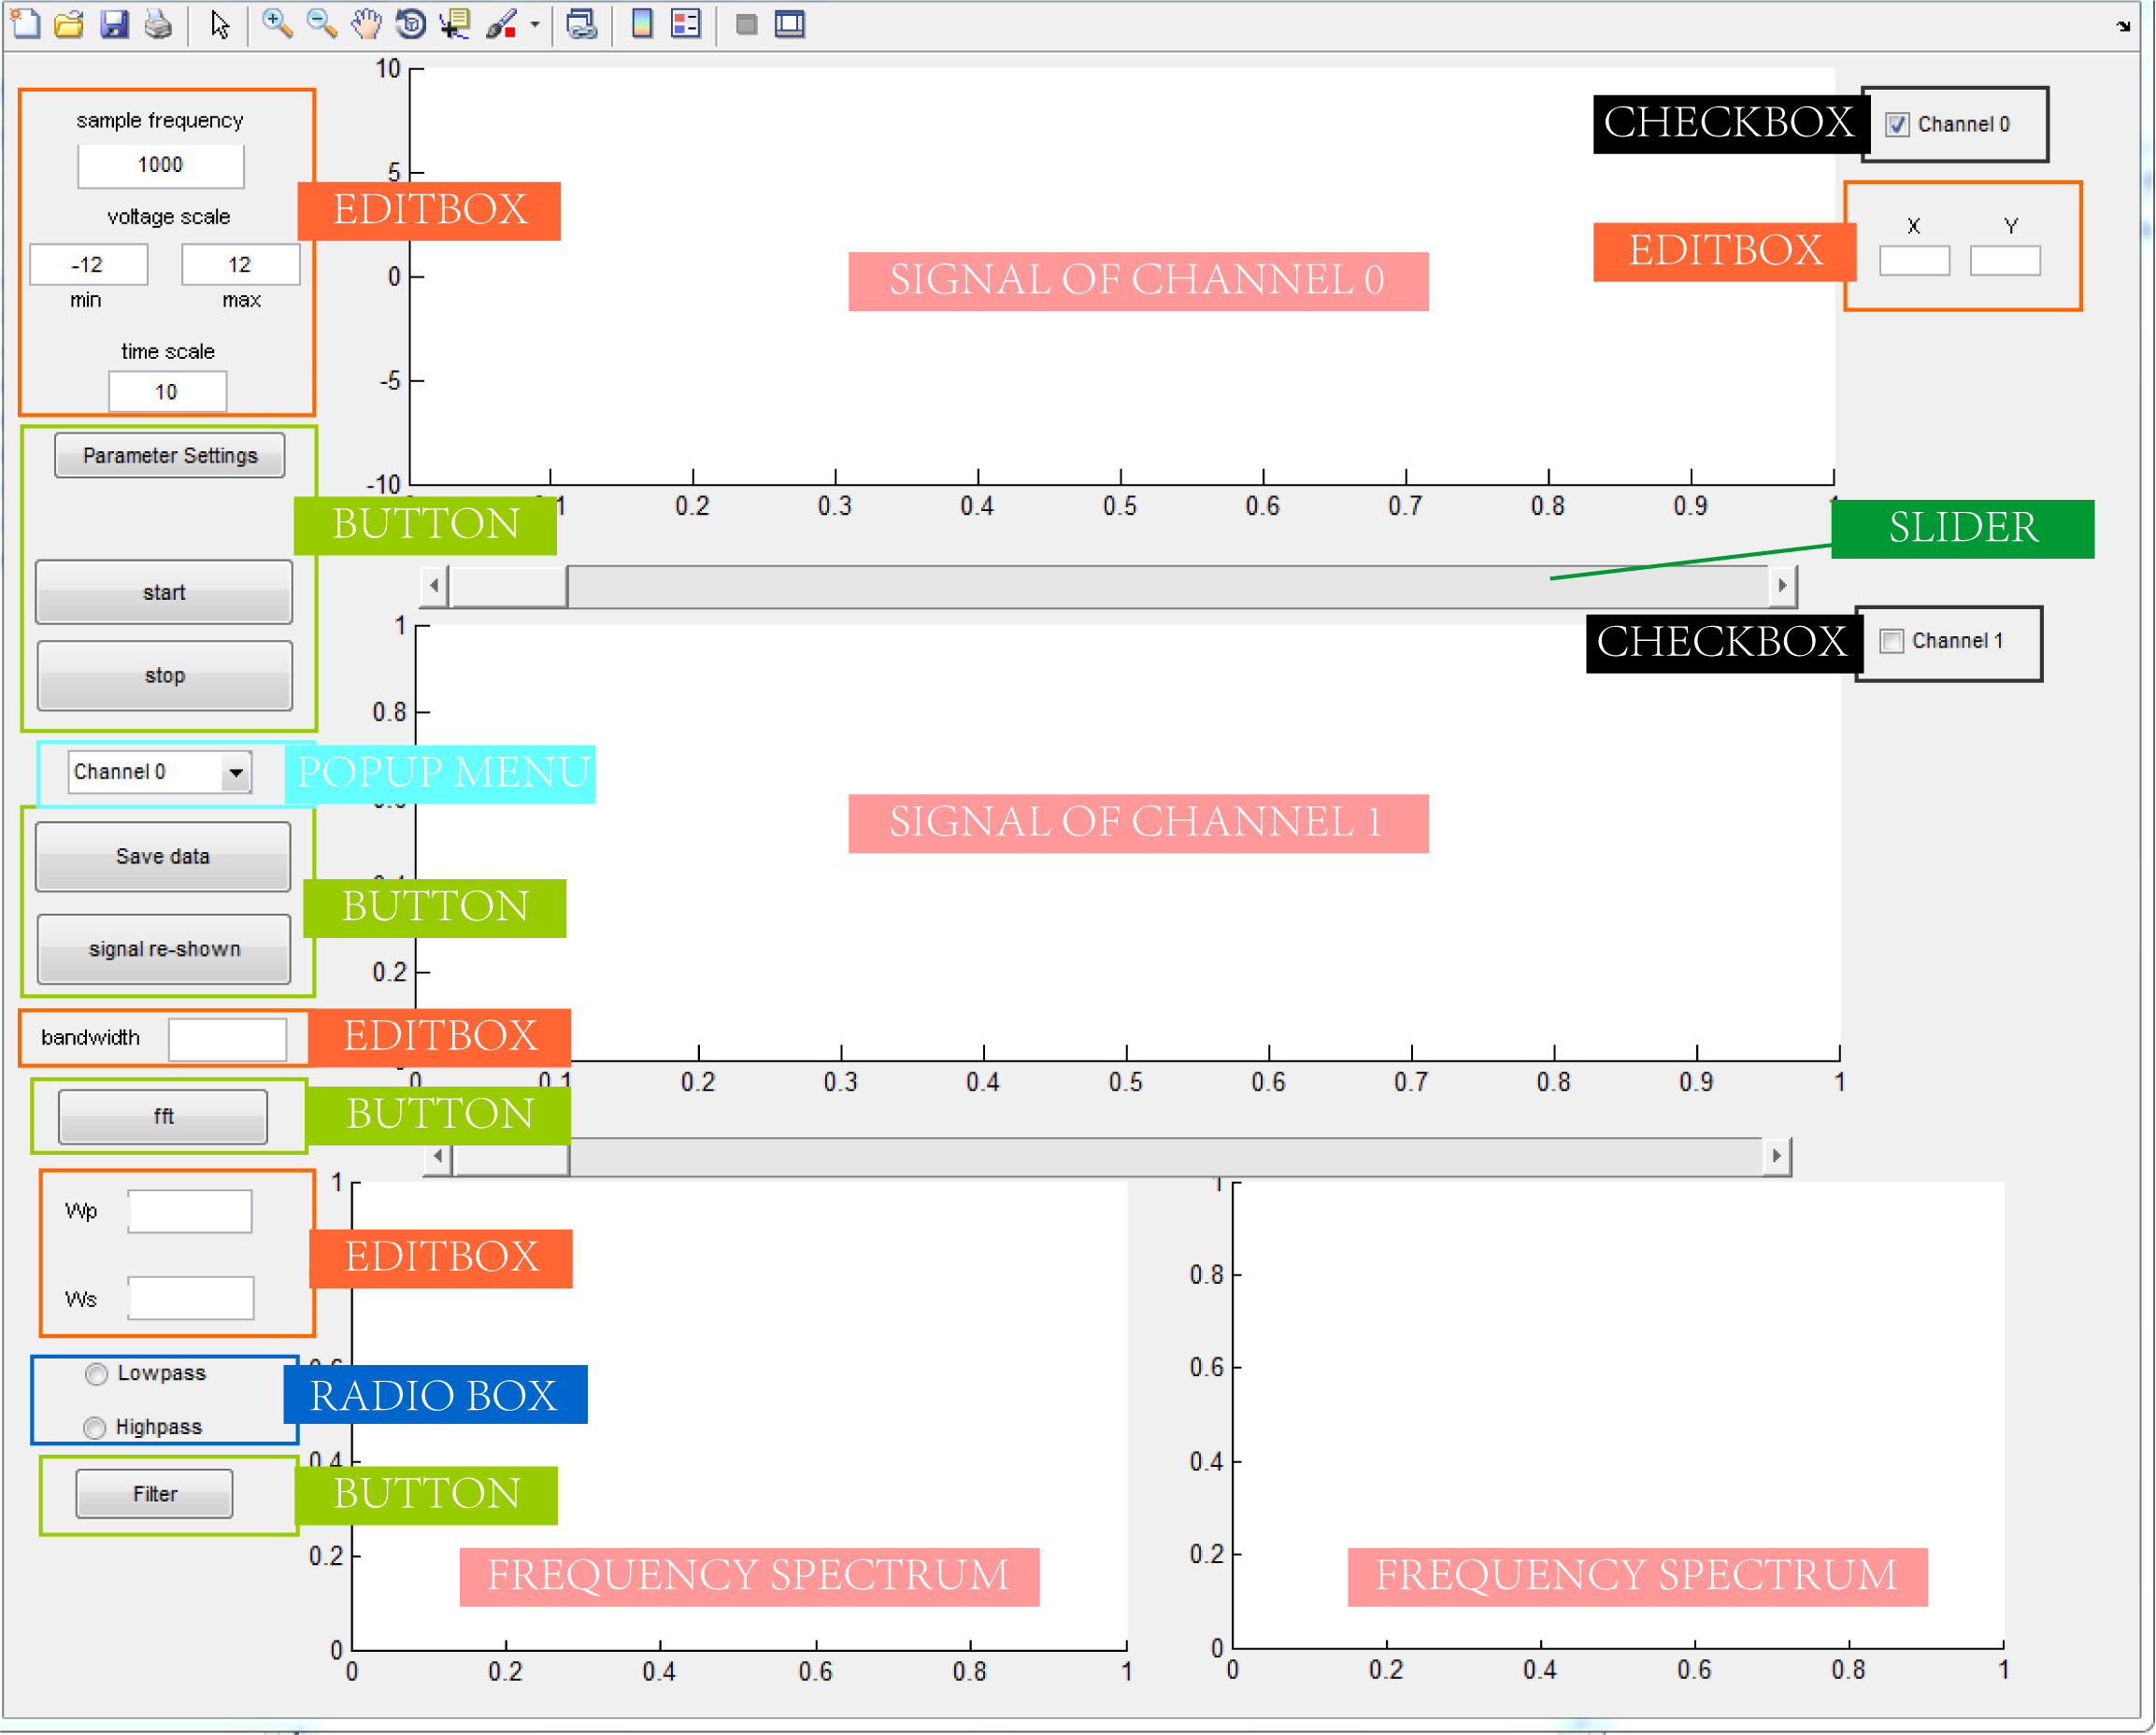 sample frequency
1000
voltage scale
-12 12
min max
time scale
10
EDITBOX
Parameter Settings
start
stop
BUTTON
Channel 0
POPUP MENU
Save data
signal re-shown
BUTTON
bandwidth
EDITBOX
fft
BUTTON
Wp
Ws
EDITBOX
Lowpass
Highpass
RADIO BOX
Filter
BUTTON
10
5
0
-5
-10
0.2 0.3 0.4 0.5 0.6 0.7 0.8 0.9
SIGNAL OF CHANNEL 0
CHECKBOX
Channel 0
EDITBOX
X Y
SLIDER
1
0.8
0.2
0 0.1 0.2 0.3 0.4 0.5 0.6 0.7 0.8 0.9 1
SIGNAL OF CHANNEL 1
CHECKBOX
Channel 1
1
0.4
0.2
0
0 0.2 0.4 0.6 0.8 1
FREQUENCY SPECTRUM
1
0.8
0.6
0.4
0.2
0
0 0.2 0.4 0.6 0.8 1
FREQUENCY SPECTRUM